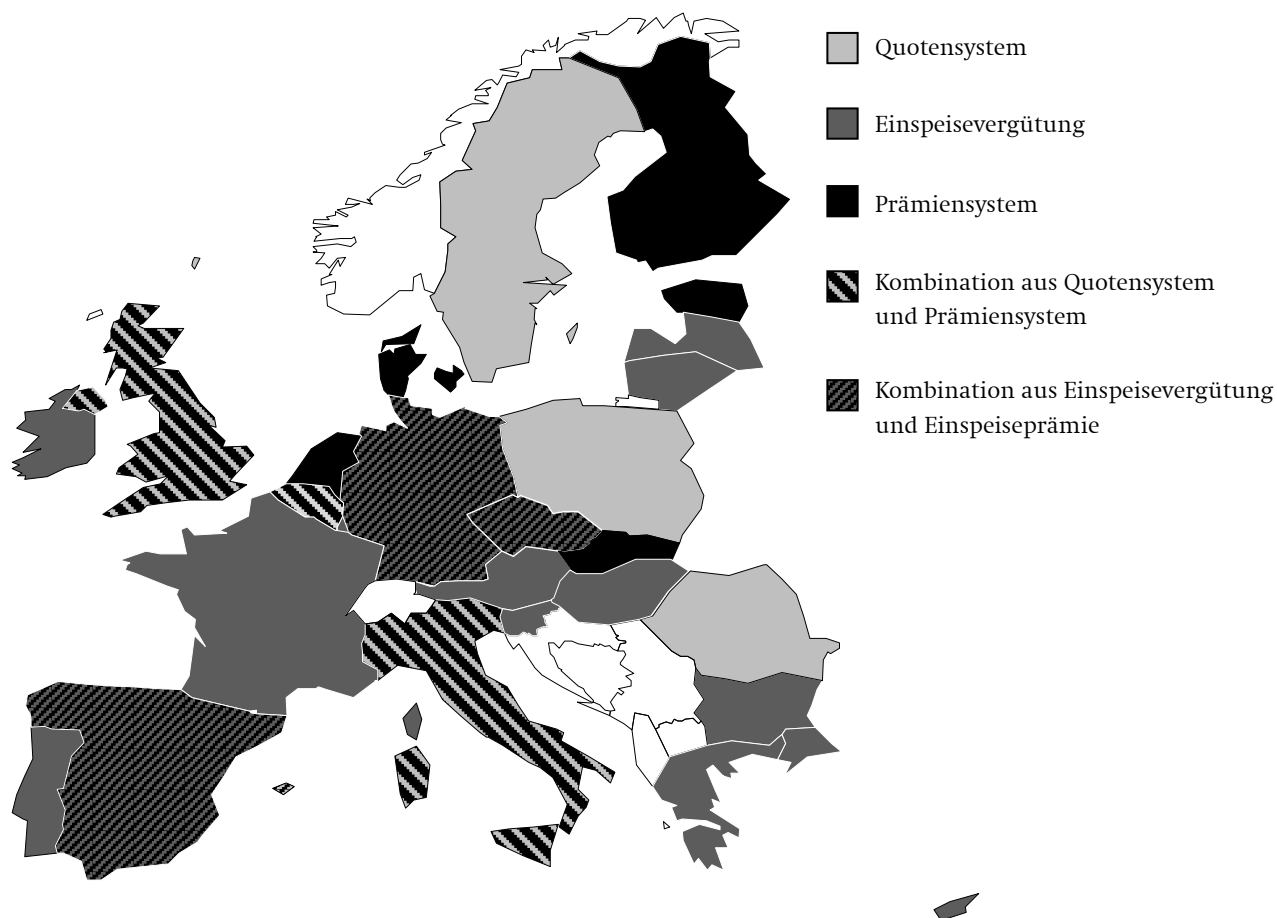 Quotensystem
Einspeisevergütung
Prämiensystem
Kombination aus Quotensystem
und Prämiensystem
Kombination aus Einspeisevergütung
und Einspeiseprämie